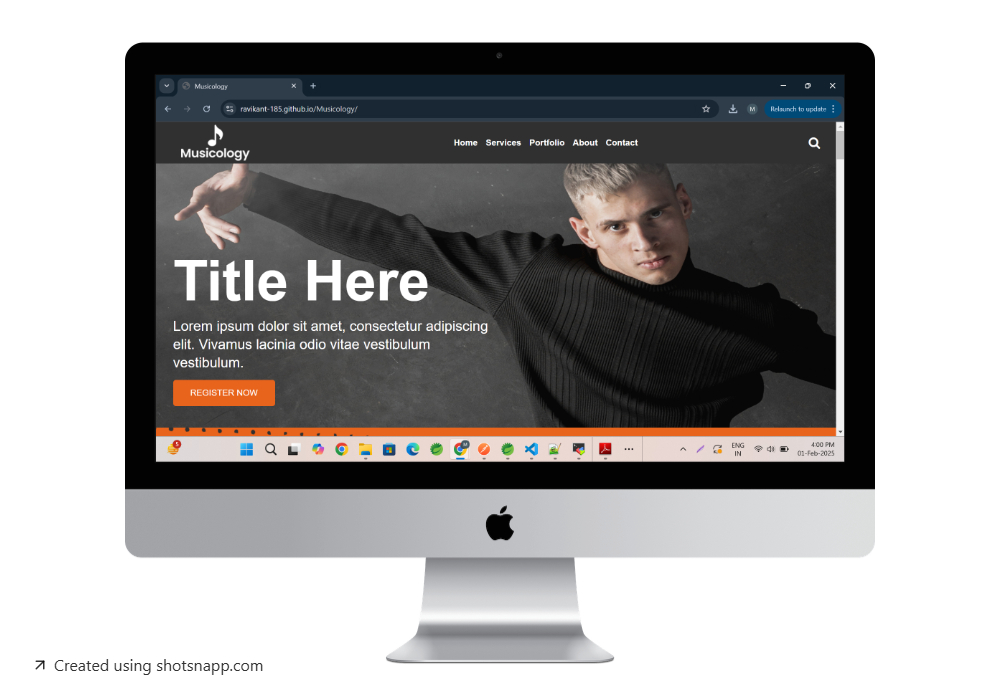 Musicology
ravikant-185.github.io/Musicology/
M
Relaunch to update
Musicology
Home Services Portfolio About Contact
Title Here
Lorem ipsum dolor sit amet, consectetur adipiscing
elit. Vivamus lacinia odio vitae vestibulum
vestibulum.
REGISTER NOW
5
M
ENG
IN
4:00 PM
01-Feb-2025
Created using shotsnapp.com